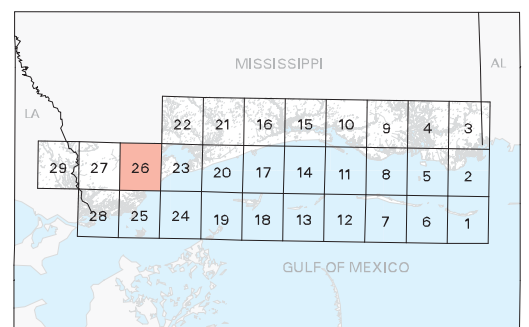 MISSISSIPPI
AL
LA
22 21 16 15 10 9 4 3
29 27 26 23 20 17 14 11 8 5 2
28 25 24 19 18 13 12 7 6 1
GULF OF MEXICO